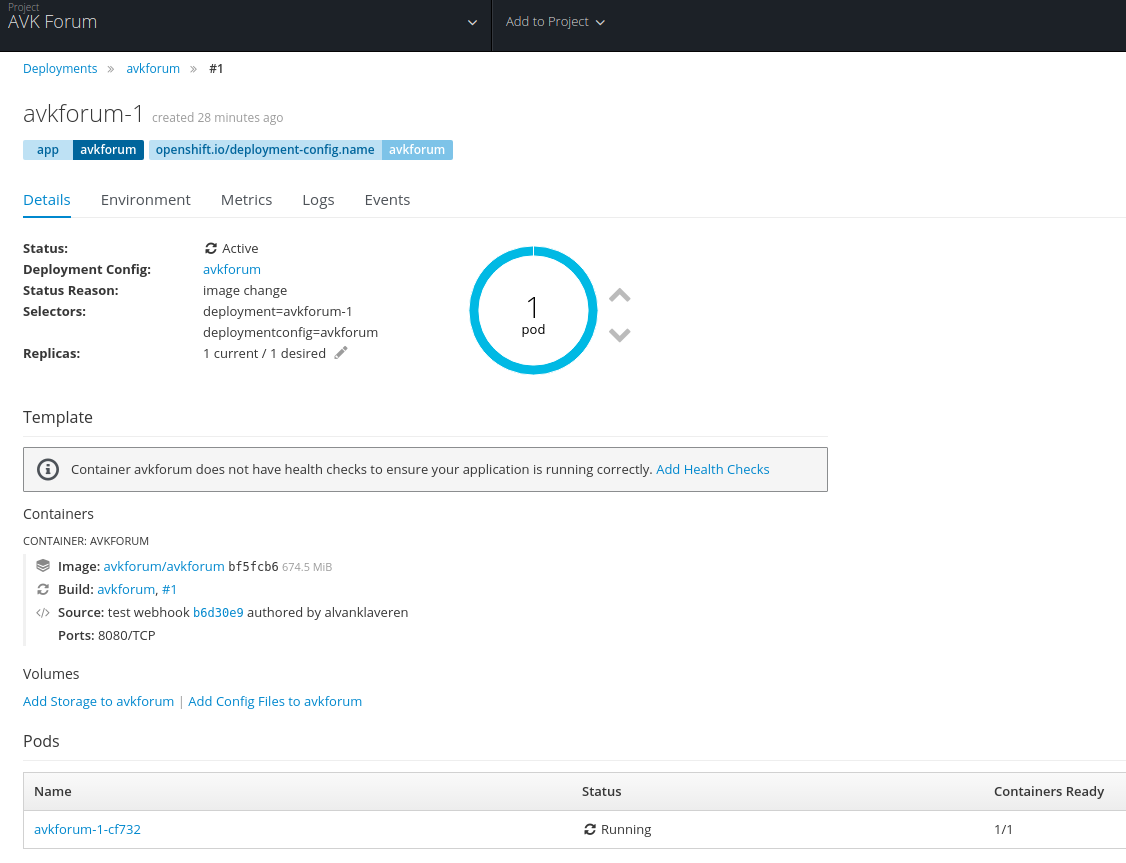 Project
AVK Forum
Add to Project
Deployments » avkforum » #1
avkforum-1 created 28 minutes ago
app avkforum openshift.io/deployment-config.name avkforum
Details Environment Metrics Logs Events
Status: Active
Deployment Config: avkforum
Status Reason: image change
Selectors: deployment=avkforum-1
deploymentconfig=avkforum
Replicas: 1 current / 1 desired
1
pod
Template
Container avkforum does not have health checks to ensure your application is running correctly. Add Health Checks
Containers
CONTAINER: AVKFORUM
Image: avkforum/avkforum bf5fcb6 674.5 MiB
Build: avkforum, #1
</> Source: test webhook b6d30e9 authored by alvanklaveren
Ports: 8080/TCP
Volumes
Add Storage to avkforum | Add Config Files to avkforum
Pods
Name Status Containers Ready
avkforum-1-cf732 Running 1/1